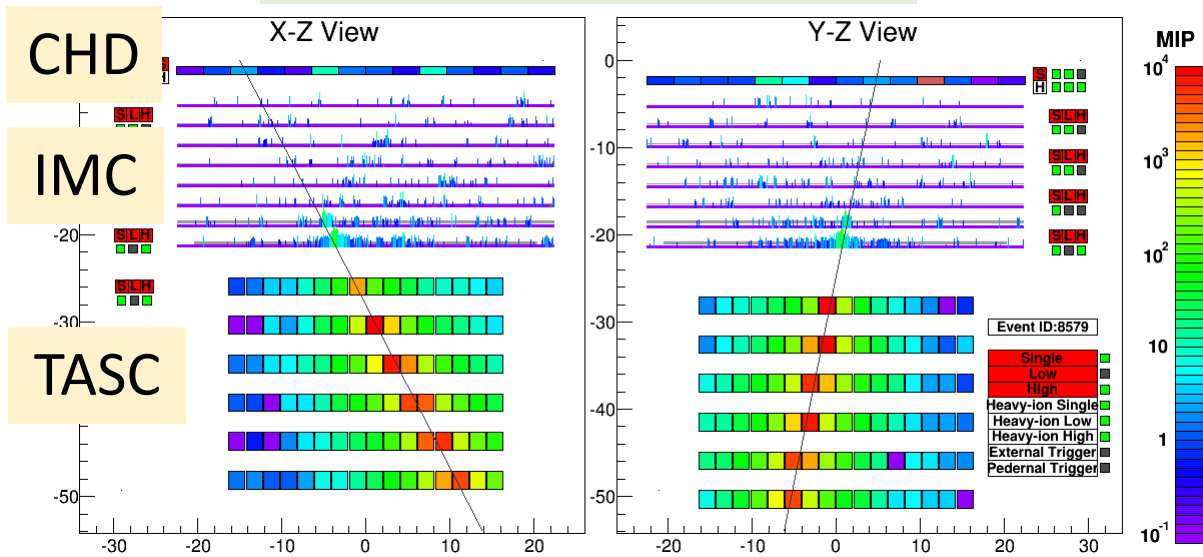 X-Z View
Y-Z View
MIP
CHD
IMC
TASC
S
H
S L H
S L H
S L H
S
H
S L H
S L H
S L H
S L H
0
-10
-20
-30
-40
-50
-20
-30
-50
-30
-20
-10
0
10
20
-20
-10
0
10
20
30
Event ID:8579
Single
Low
High
Heavy-ion Single
Heavy-ion Low
Heavy-ion High
External Trigger
Pedernal Trigger
10⁴
10³
10²
10
1
10⁻¹